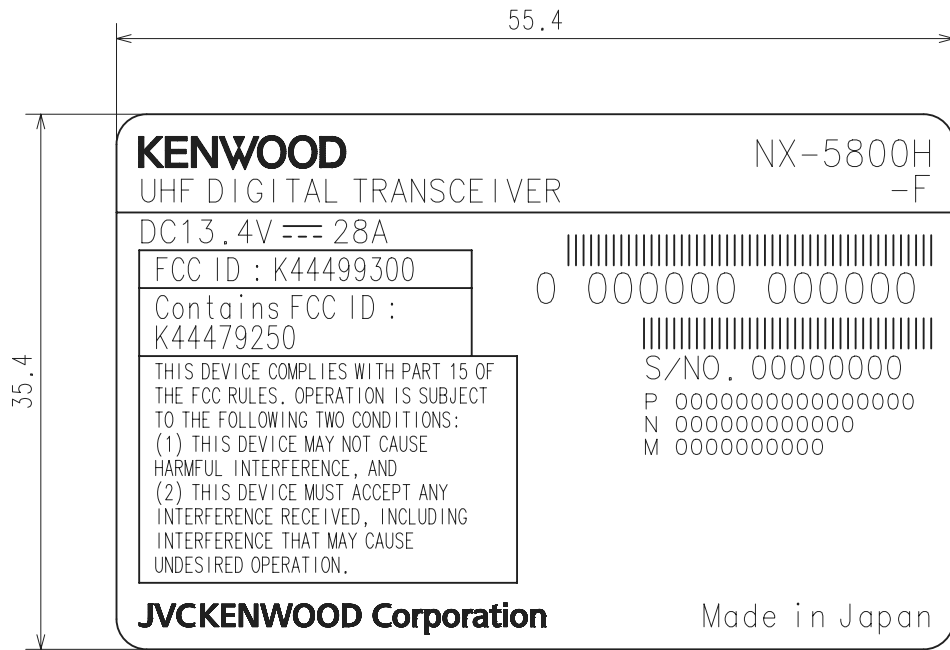 55.4
35.4
KENWOOD
NX-5800H
UHF DIGITAL TRANSCEIVER
-F
DC13.4V ⎓ 28A
FCC ID : K44499300
Contains FCC ID :
K44479250
THIS DEVICE COMPLIES WITH PART 15 OF
THE FCC RULES. OPERATION IS SUBJECT
TO THE FOLLOWING TWO CONDITIONS:
(1) THIS DEVICE MAY NOT CAUSE
HARMFUL INTERFERENCE, AND
(2) THIS DEVICE MUST ACCEPT ANY
INTERFERENCE RECEIVED, INCLUDING
INTERFERENCE THAT MAY CAUSE
UNDESIRED OPERATION.
0 000000 000000
S/NO. 00000000
P 0000000000000000
N 000000000000
M 0000000000
JVCKENWOOD Corporation
Made in Japan